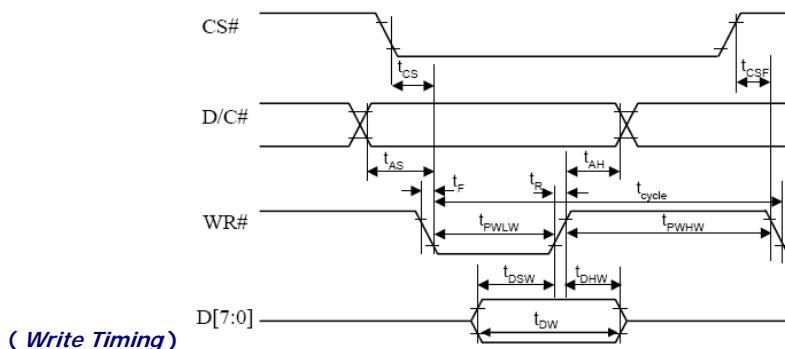 CS#
tCS
tCSF
D/C#
tAS
tF
tR
tAH
tcycle
WR#
tPWLW
tPWHW
tDSW
tDHW
( Write Timing ) D[7:0]
tDW